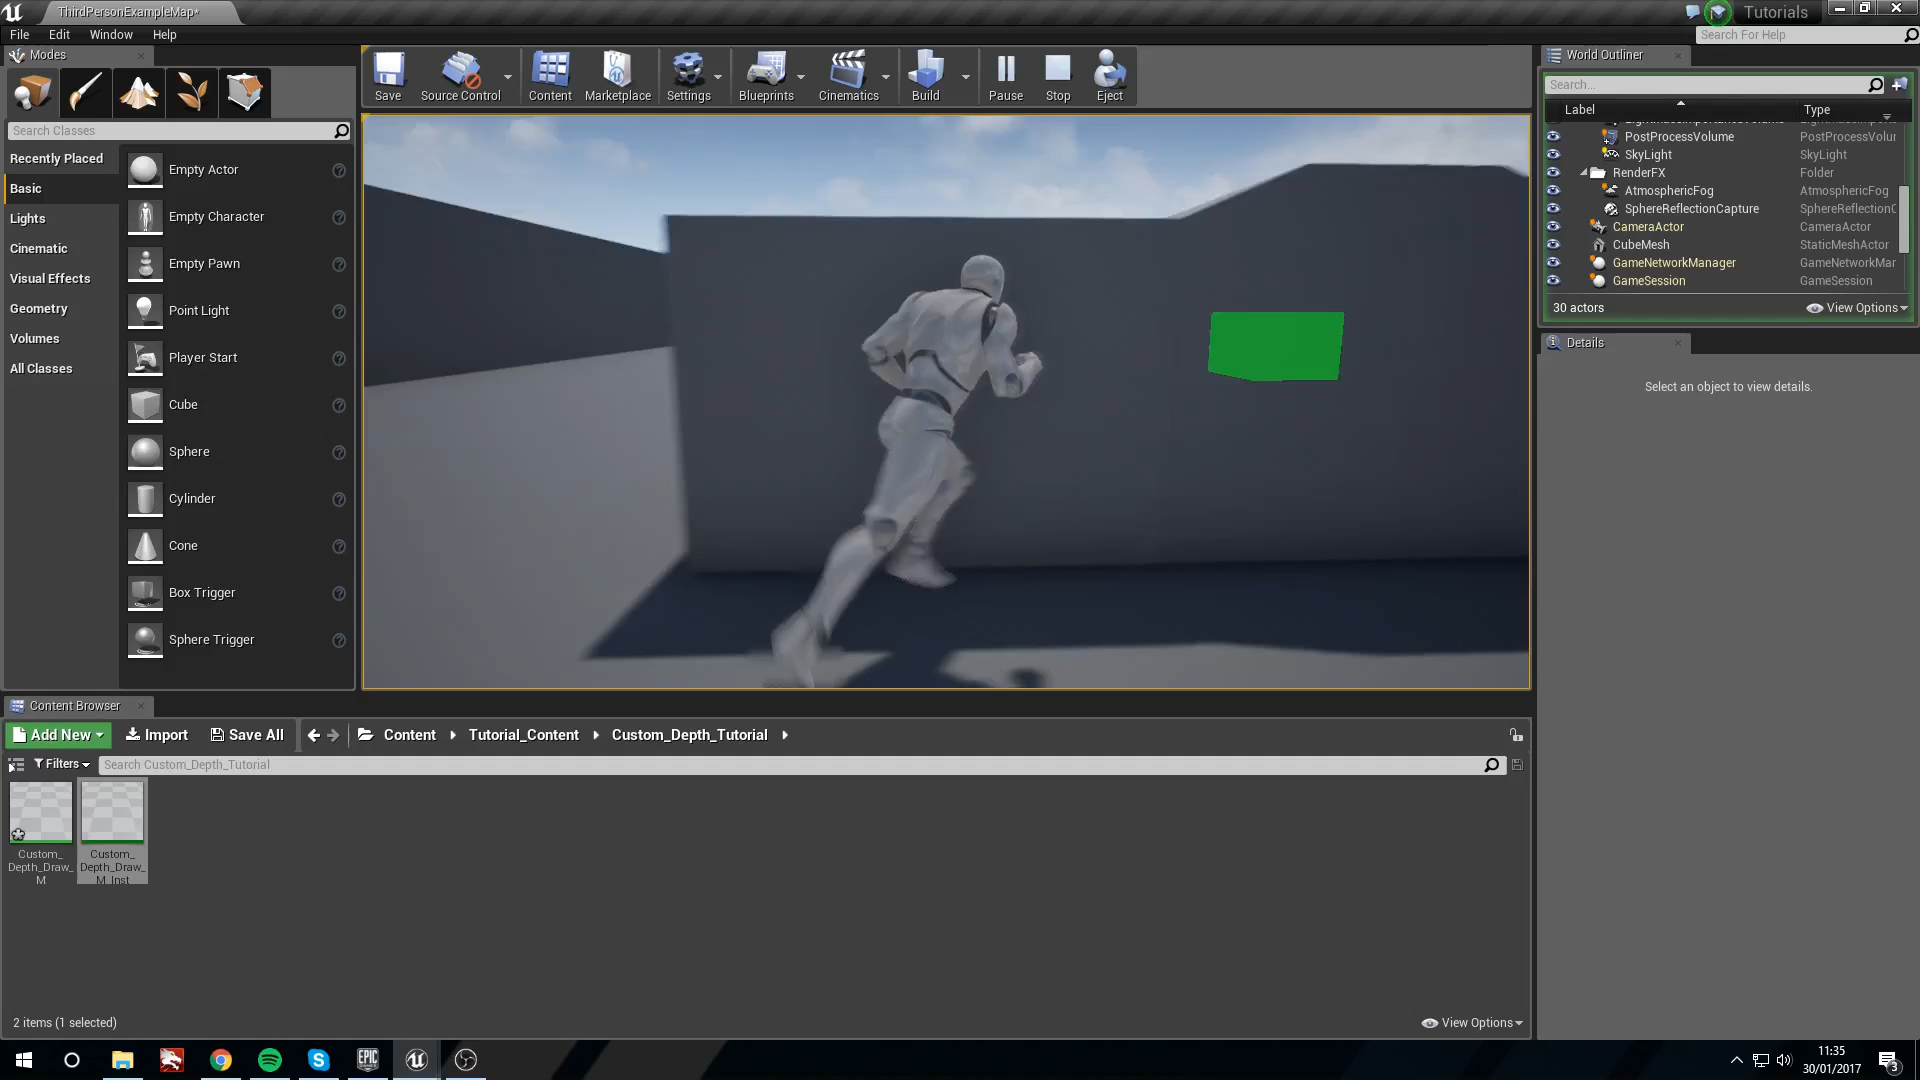 ThirdPersonExampleMap*
Tutorials
File Edit Window Help
Search For Help
Modes
Save
Source Control
Content
Marketplace
Settings
Blueprints
Cinematics
Build
Pause
Stop
Eject
Search Classes
Recently Placed
Basic
Lights
Cinematic
Visual Effects
Geometry
Volumes
All Classes
Empty Actor
Empty Character
Empty Pawn
Point Light
Player Start
Cube
Sphere
Cylinder
Cone
Box Trigger
Sphere Trigger
World Outliner
Search...
Label Type
PostProcessVolume PostProcessVolu
SkyLight SkyLight
RenderFX Folder
AtmosphericFog AtmosphericFog
SphereReflectionCapture SphereReflectionC
CameraActor CameraActor
CubeMesh StaticMeshActor
GameNetworkManager GameNetworkMar
GameSession GameSession
30 actors View Options
Details
Select an object to view details.
Content Browser
Add New Import Save All Content Tutorial_Content Custom_Depth_Tutorial
Filters Search Custom_Depth_Tutorial
Custom_
Depth_Draw_
M
Custom_
Depth_Draw_
M_Inst
2 items (1 selected)
View Options
EPIC
11:35
30/01/2017
3